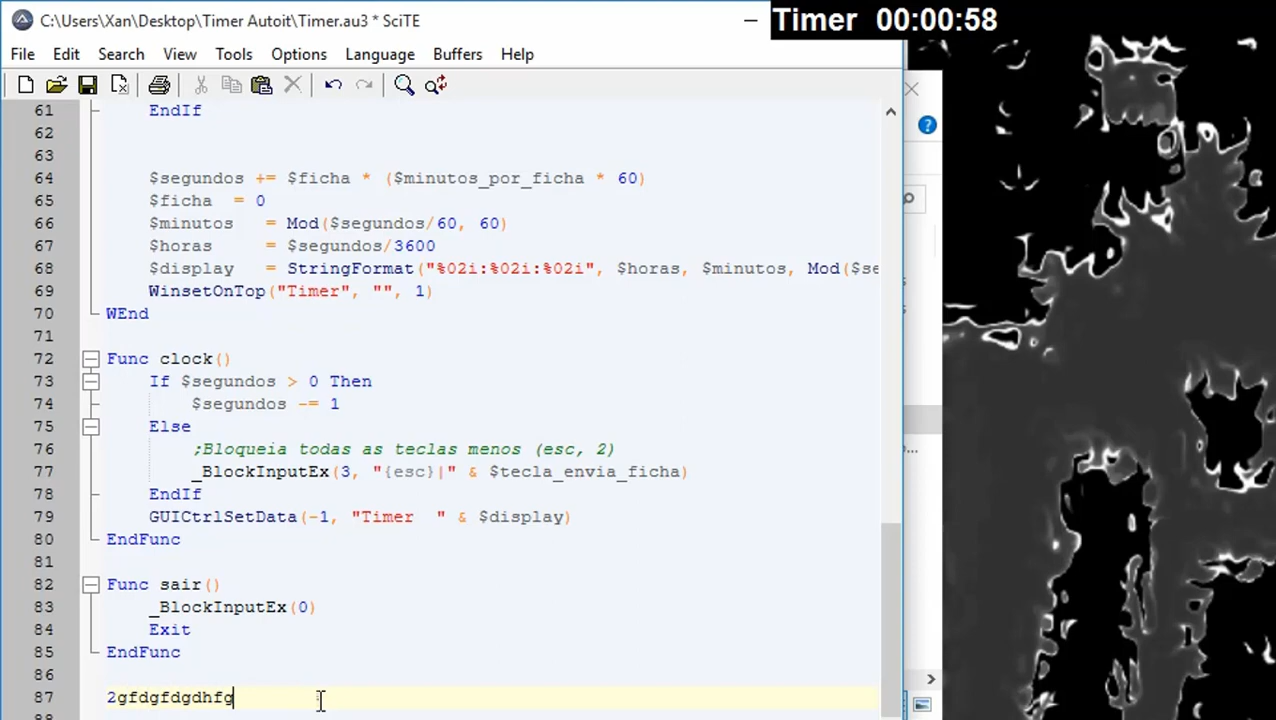 C:\Users\Xan\Desktop\Timer Autoit\Timer.au3 * SciTE
Timer 00:00:58
File Edit Search View Tools Options Language Buffers Help
61 EndIf
62
63
64 $segundos += $ficha * ($minutos_por_ficha * 60)
65 $ficha = 0
66 $minutos = Mod($segundos/60, 60)
67 $horas = $segundos/3600
68 $display = StringFormat("%02i:%02i:%02i", $horas, $minutos, Mod($se
69 WinsetOnTop("Timer", "", 1)
70 WEnd
71
72 Func clock()
73 If $segundos > 0 Then
74 $segundos -= 1
75 Else
76 ;Bloqueia todas as teclas menos (esc, 2)
77 _BlockInputEx(3, "{esc}|" & $tecla_envia_ficha)
78 EndIf
79 GUICtrlSetData(-1, "Timer  " & $display)
80 EndFunc
81
82 Func sair()
83 _BlockInputEx(0)
84 Exit
85 EndFunc
86
87 2gfdgfdgdhfg
88